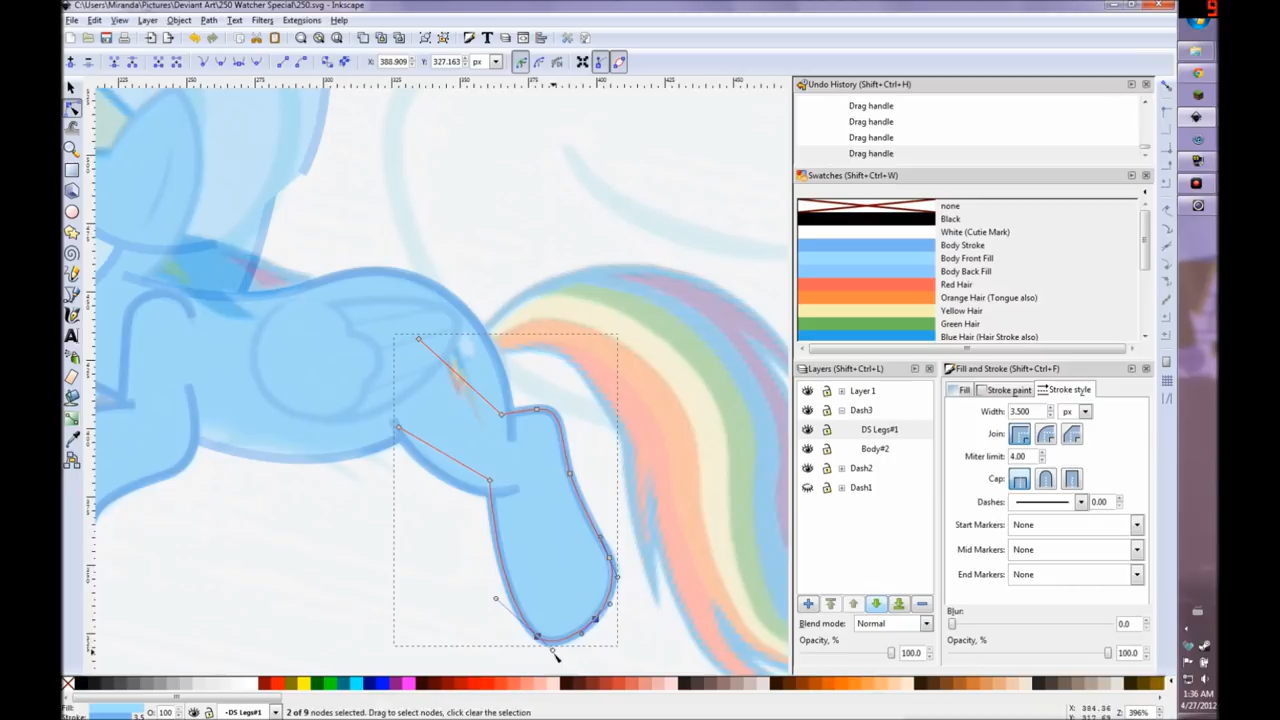 C:\Users\Miranda\Pictures\Deviant Art\250 Watcher Special\250.svg - Inkscape
9
File Edit View Layer Object Path Text Filters Extensions Help
X: 388.909 Y: 327.163 px
Undo History (Shift+Ctrl+H)
Drag handle
Drag handle
Drag handle
Drag handle
Swatches (Shift+Ctrl+W)
none
Black
White (Cutie Mark)
Body Stroke
Body Front Fill
Body Back Fill
Red Hair
Orange Hair (Tongue also)
Yellow Hair
Green Hair
Blue Hair (Hair Stroke also)
Layers (Shift+Ctrl+L)
Layer 1
Dash3
DS Legs#1
Body#2
Dash2
Dash1
Blend mode: Normal
Opacity, % 100.0
Fill and Stroke (Shift+Ctrl+F)
Fill Stroke paint Stroke style
Width: 3.500 px
Join:
Miter limit: 4.00
Cap:
Dashes: 0.00
Start Markers: None
Mid Markers: None
End Markers: None
Blur:
0.0
Opacity, %
100.0
Fill:
Stroke: 3.5
O: 100
DS Legs#1
2 of 9 nodes selected. Drag to select nodes, click clear the selection
X: 384.36
Z: 396%
1:36 AM
4/27/2012